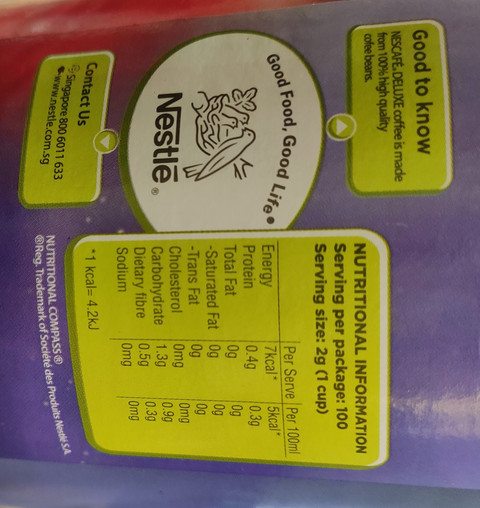 Good to know
NESCAFÉ DELUXE coffee is made
from 100% high quality
coffee beans.
Good Food, Good Life
Nestlé®
Contact Us
Singapore 800 6011 633
www.nestle.com.sg
NUTRITIONAL INFORMATION
Serving per package: 100
Serving size: 2g (1 cup)
Per Serve Per 100ml
Energy 7kcal* 5kcal*
Protein 0.4g 0.3g
Total Fat 0g 0g
-Saturated Fat 0g 0g
-Trans Fat 0g 0g
Cholesterol 0mg 0mg
Carbohydrate 1.3g 0.9g
Dietary fibre 0.5g 0.3g
Sodium 0mg 0mg
*1 kcal= 4.2kJ
NUTRITIONAL COMPASS®
®Reg. Trademark of Société des Produits Nestlé S.A.